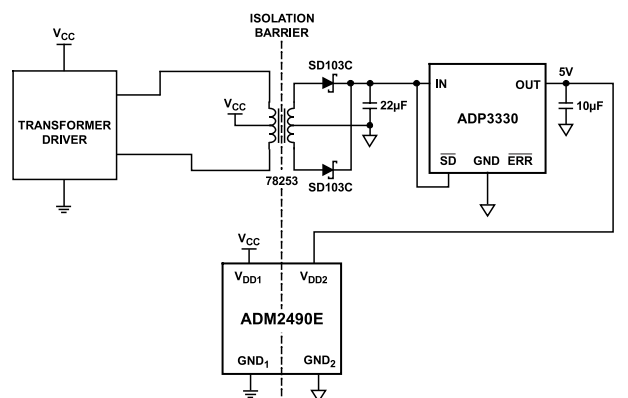 ISOLATION
BARRIER
VCC
SD103C
IN
OUT
5V
TRANSFORMER
DRIVER
VCC
22µF
ADP3330
10µF
SD
GND
ERR
78253
SD103C
VCC
VDD1
VDD2
ADM2490E
GND1
GND2